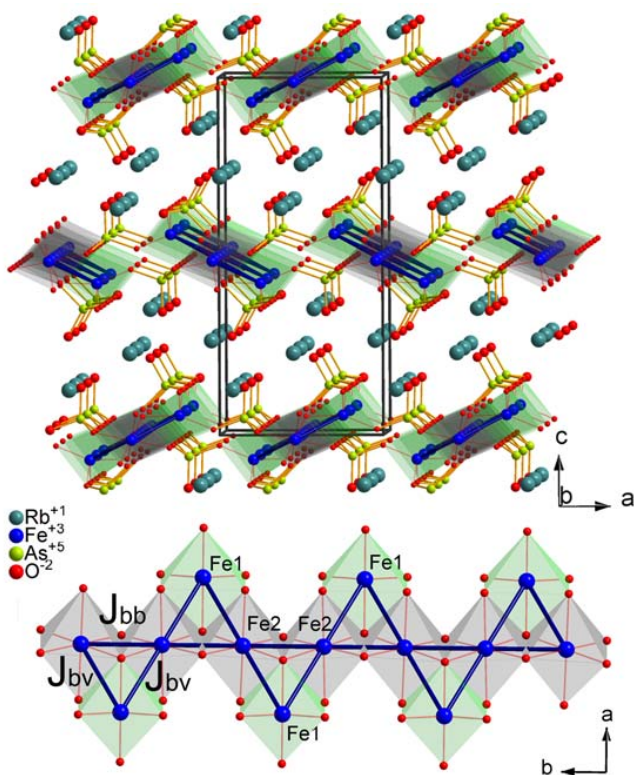 c
b a
Rb+1
Fe+3
As+5
O-2
Fe1 Fe1
Jbb Fe2 Fe2
Jbv Jbv
Fe1
a
b